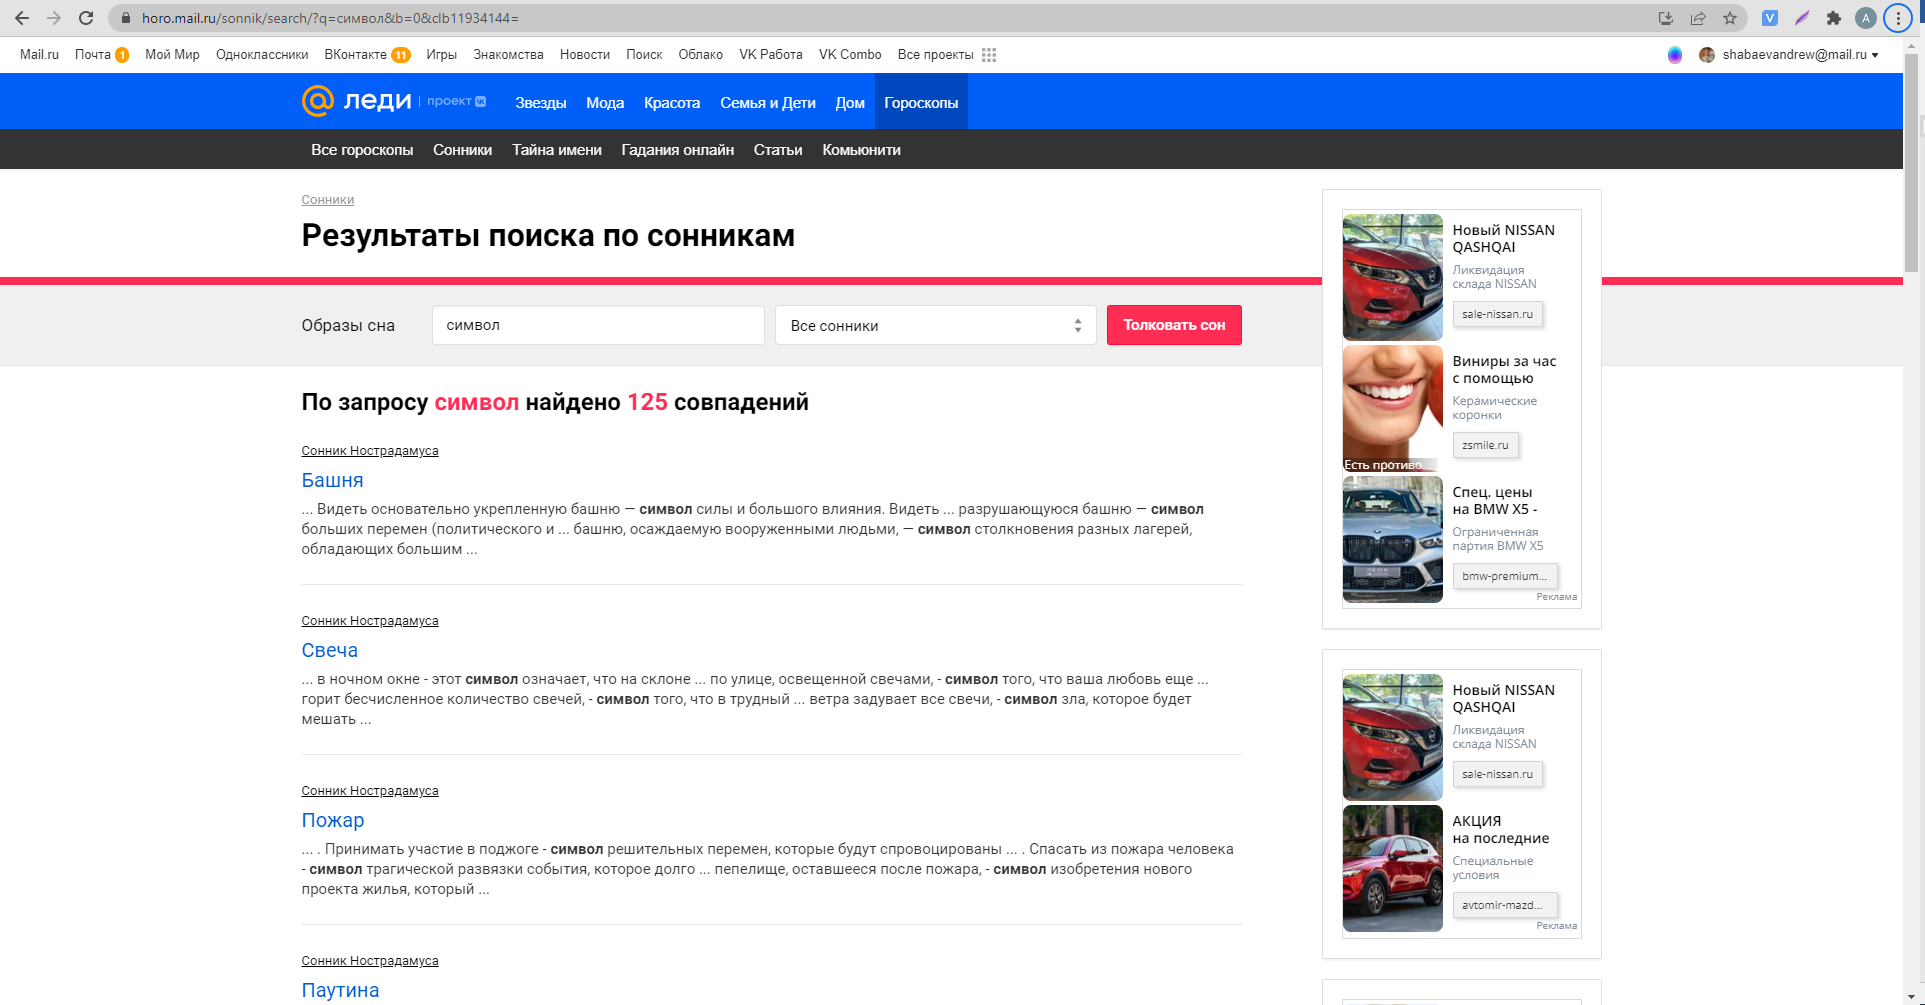 horo.mail.ru/sonnik/search/?q=символ&b=0&clb11934144=
V
A
Mail.ru Почта 1 Мой Мир Одноклассники ВКонтакте 11 Игры Знакомства Новости Поиск Облако VK Работа VK Combo Все проекты shabaevandrew@mail.ru
леди проект Звезды Мода Красота Семья и Дети Дом Гороскопы
Все гороскопы Сонники Тайна имени Гадания онлайн Статьи Комьюнити
Сонники
Результаты поиска по сонникам
Образы сна символ Все сонники Толковать сон
По запросу символ найдено 125 совпадений
Сонник Нострадамуса
Башня
... Видеть основательно укрепленную башню — символ силы и большого влияния. Видеть ... разрушающуюся башню — символ
больших перемен (политического и ... башню, осаждаемую вооруженными людьми, — символ столкновения разных лагерей,
обладающих большим ...
Сонник Нострадамуса
Свеча
... в ночном окне - этот символ означает, что на склоне ... по улице, освещенной свечами, - символ того, что ваша любовь еще ...
горит бесчисленное количество свечей, - символ того, что в трудный ... ветра задувает все свечи, - символ зла, которое будет
мешать ...
Сонник Нострадамуса
Пожар
... . Принимать участие в поджоге - символ решительных перемен, которые будут спровоцированы ... . Спасать из пожара человека
- символ трагической развязки события, которое долго ... пепелище, оставшееся после пожара, - символ изобретения нового
проекта жилья, который ...
Сонник Нострадамуса
Паутина
Новый NISSAN
QASHQAI
Ликвидация
склада NISSAN
sale-nissan.ru
Виниры за час
с помощью
Керамические
коронки
zsmile.ru
Есть противо...
Спец. цены
на BMW X5 -
Ограниченная
партия BMW X5
bmw-premium...
Реклама
Новый NISSAN
QASHQAI
Ликвидация
склада NISSAN
sale-nissan.ru
АКЦИЯ
на последние
Специальные
условия
avtomir-mazd...
Реклама